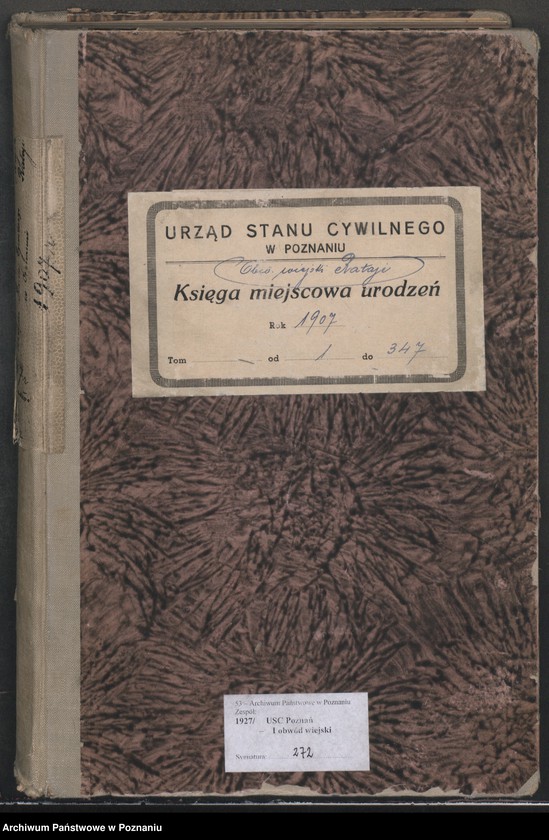 URZĄD STANU CYWILNEGO
W POZNANIU
Obw. wiejski Rataje
Księga miejscowa urodzeń
Rok 1907
Tom — od 1 do 347
1907
53 – Archiwum Państwowe w Poznaniu
Zespół:
1927/ USC Poznań
– I obwód wiejski
Sygnatura: 272
Archiwum Państwowe w Poznaniu